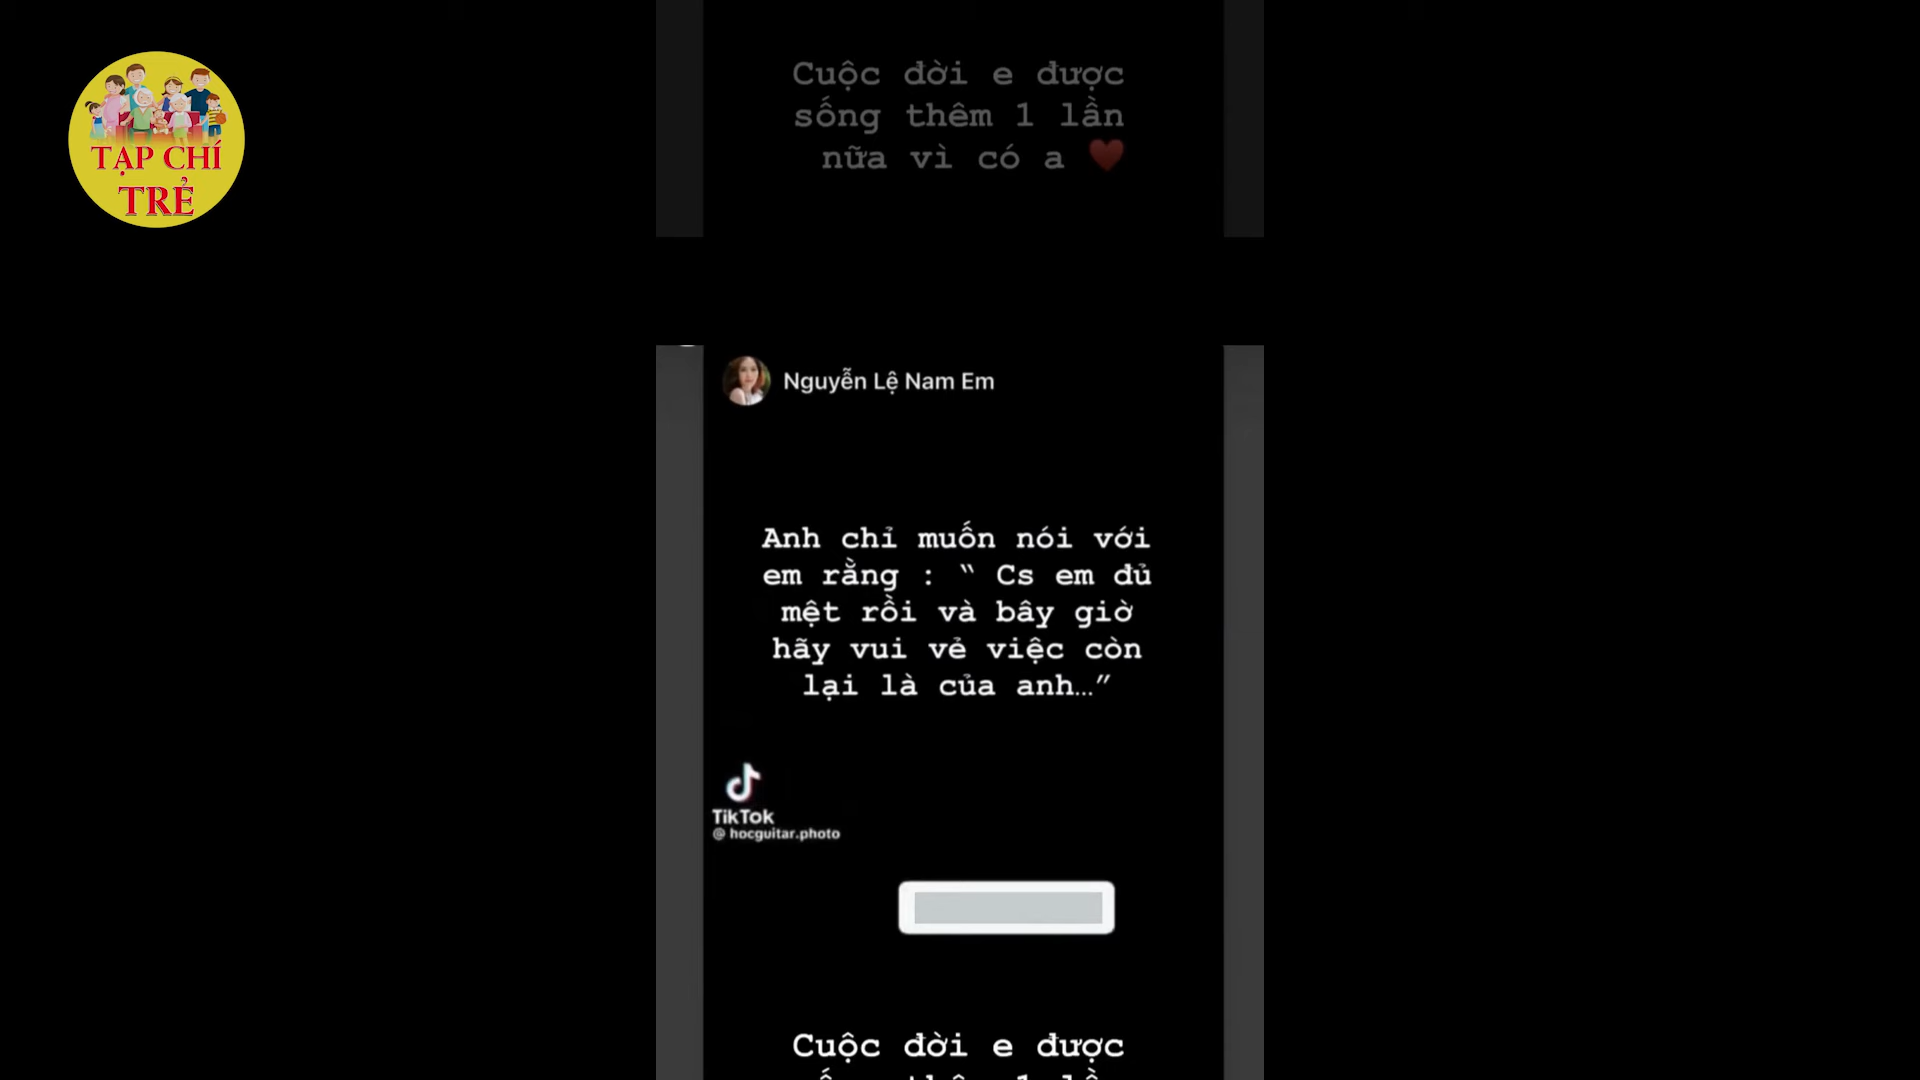 TẠP CHÍ
TRẺ
Cuộc đời e được
sống thêm 1 lần
nữa vì có a ❤️
Nguyễn Lệ Nam Em
Anh chỉ muốn nói với
em rằng : “ Cs em đủ
mệt rồi và bây giờ
hãy vui vẻ việc còn
lại là của anh…”
TikTok
@ hocguitar.photo
Cuộc đời e được